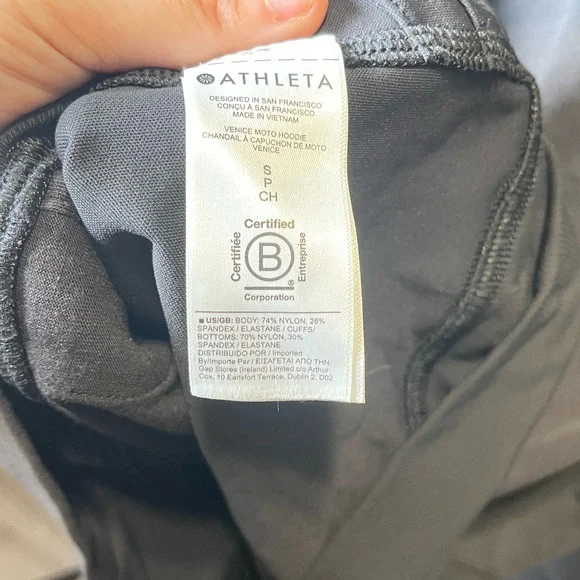 ATHLETA
DESIGNED IN SAN FRANCISCO
CONÇU À SAN FRANCISCO
MADE IN VIETNAM
VENICE MOTO HOODIE
CHANDAIL À CAPUCHON DE MOTO
VENICE
S
P
CH
Certified
Certifiée
B
Entreprise
®
Corporation
■ US/GB: BODY: 74% NYLON, 26%
SPANDEX / ELASTANE / CUFFS/
BOTTOMS: 70% NYLON, 30%
SPANDEX / ELASTANE
DISTRIBUIDO POR / Imported
By/Importe Par / ΕΙΣΑΓΕΤΑΙ ΑΠΟ ΤΗΝ
Gap Stores (Ireland) Limited c/o Arthur
Cox, 10 Earlsfort Terrace, Dublin 2, D02